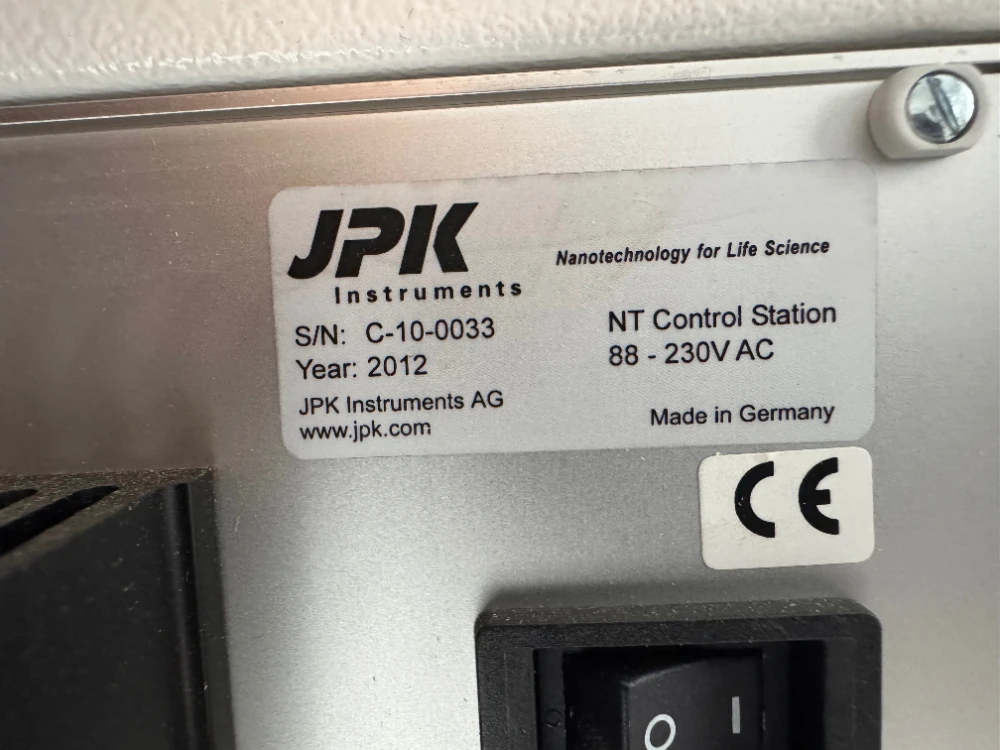 JPK
Instruments
Nanotechnology for Life Science
S/N: C-10-0033
Year: 2012
NT Control Station
88 - 230V AC
JPK Instruments AG
www.jpk.com
Made in Germany
CE
O I